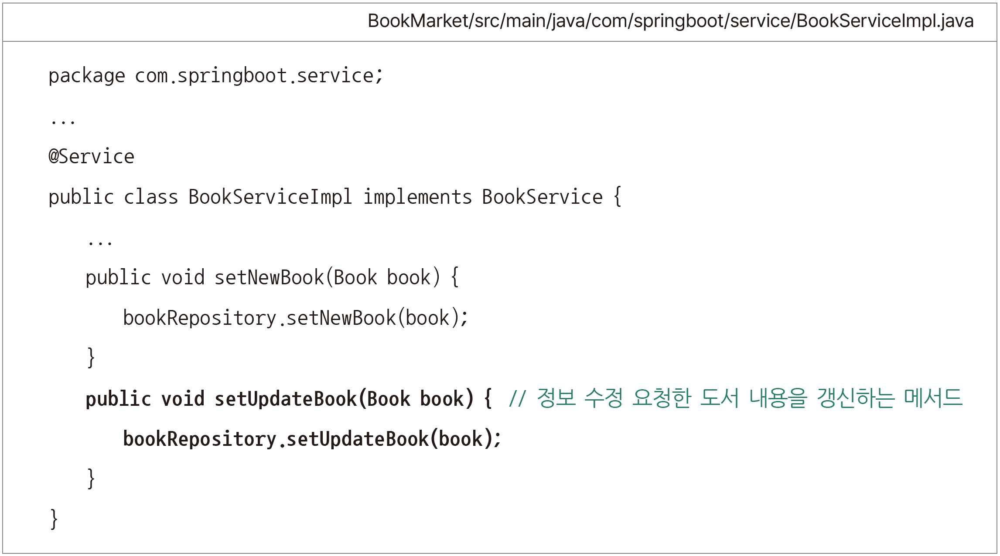 BookMarket/src/main/java/com/springboot/service/BookServiceImpl.java
package com.springboot.service;
...
@Service
public class BookServiceImpl implements BookService {
...
public void setNewBook(Book book) {
bookRepository.setNewBook(book);
}
public void setUpdateBook(Book book) { // 정보 수정 요청한 도서 내용을 갱신하는 메서드
bookRepository.setUpdateBook(book);
}
}